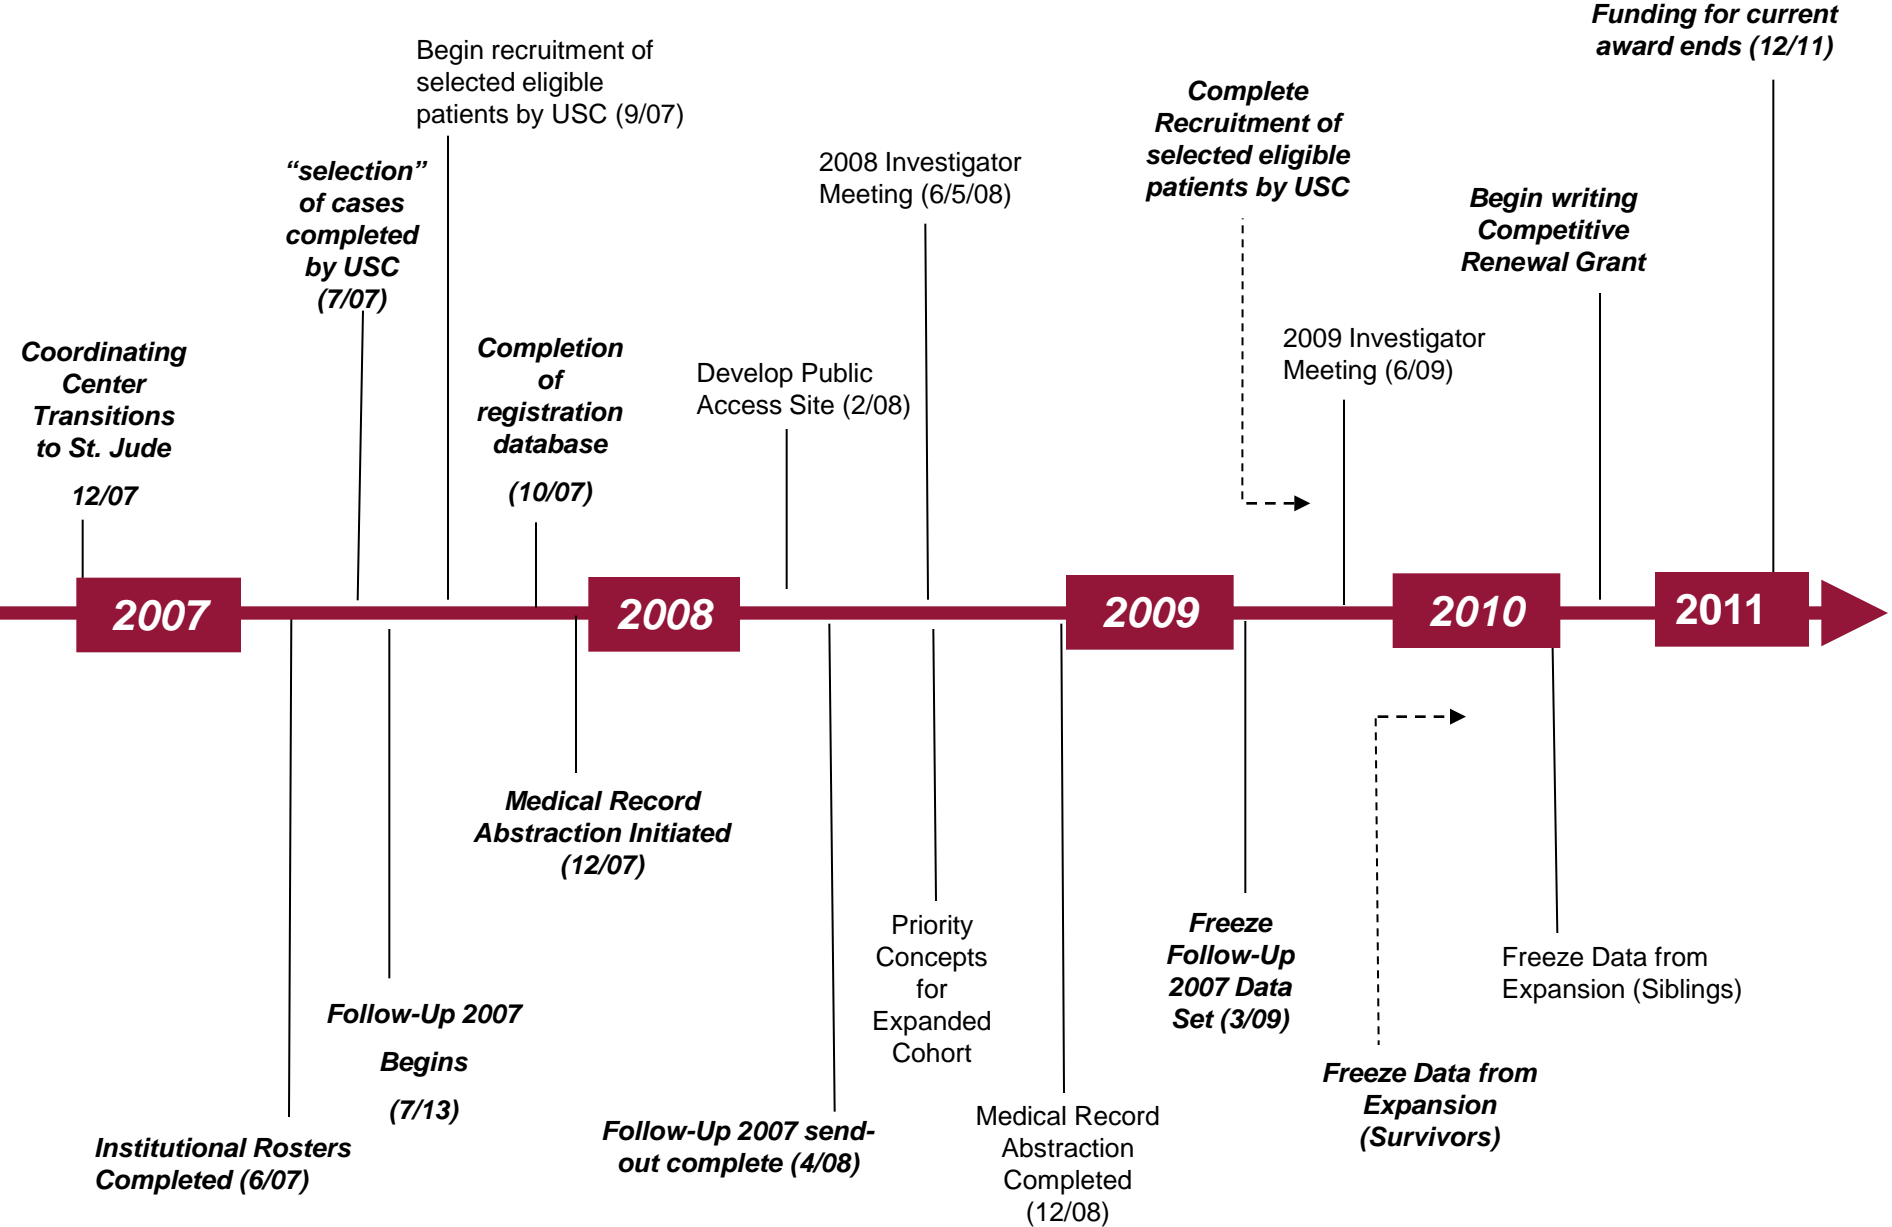 Funding for current
award ends (12/11)
Begin recruitment of
selected eligible
patients by USC (9/07)
Complete
Recruitment of
selected eligible
patients by USC
“selection”
of cases
completed
by USC
(7/07)
2008 Investigator
Meeting (6/5/08)
Begin writing
Competitive
Renewal Grant
Coordinating
Center
Transitions
to St. Jude
12/07
Completion
of
registration
database
(10/07)
Develop Public
Access Site (2/08)
2009 Investigator
Meeting (6/09)
2007
2008
2009
2010
2011
Medical Record
Abstraction Initiated
(12/07)
Priority
Concepts
for
Expanded
Cohort
Freeze
Follow-Up
2007 Data
Set (3/09)
Freeze Data from
Expansion (Siblings)
Follow-Up 2007
Begins
(7/13)
Freeze Data from
Expansion
(Survivors)
Institutional Rosters
Completed (6/07)
Follow-Up 2007 send-
out complete (4/08)
Medical Record
Abstraction
Completed
(12/08)